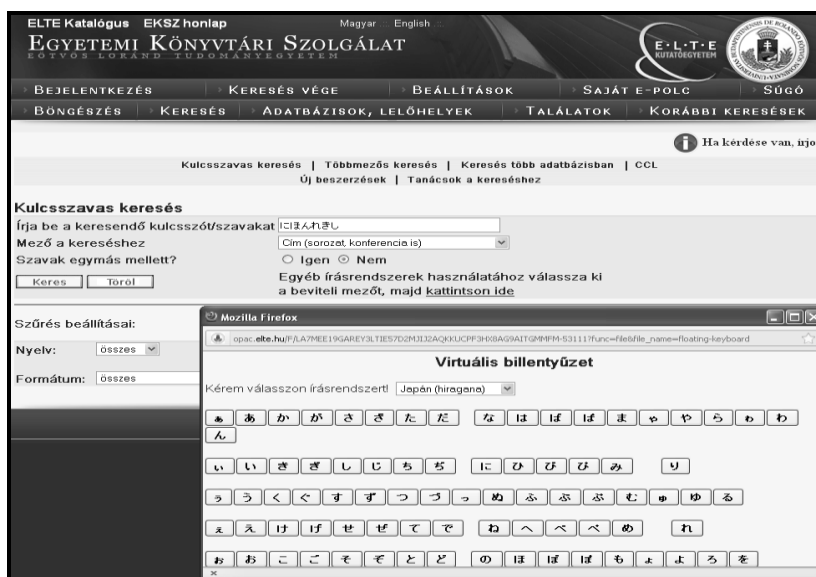 ELTE Katalógus EKSZ honlap Magyar ... English ...
EGYETEMI KÖNYVTÁRI SZOLGÁLAT
EÖTVÖS LORÁND TUDOMÁNYEGYETEM
E·L·T·E
KUTATÓEGYETEM
BEJELENTKEZÉS KERESÉS VÉGE BEÁLLÍTÁSOK SAJÁT E-POLC SÚGÓ
BÖNGÉSZÉS KERESÉS ADATBÁZISOK, LELŐHELYEK TALÁLATOK KORÁBBI KERESÉSEK
Ha kérdése van, írjo
Kulcsszavas keresés | Többmezős keresés | Keresés több adatbázisban | CCL
Új beszerzések | Tanácsok a kereséshez
Kulcsszavas keresés
Írja be a keresendő kulcsszót/szavakat にほんれきし
Mező a kereséshez Cím (sorozat, konferencia is)
Szavak egymás mellett? Igen Nem
Keres Töröl Egyéb írásrendszerek használatához válassza ki
a beviteli mezőt, majd kattintson ide
Szűrés beállításai:
Nyelv: összes
Formátum: összes
Mozilla Firefox
Virtuális billentyűzet
Kérem válasszon írásrendszert! Japán (hiragana)
ぁ あ か が さ ざ た だ な は ば ぱ ま ゃ や ら ゎ わ
ん
ぃ い き ぎ し じ ち ぢ に ひ び ぴ み り
ぅ う く ぐ す ず つ づ っ ぬ ふ ぶ ぷ む ゅ ゆ る
ぇ え け げ せ ぜ て で ね へ べ ぺ め れ
ぉ お こ ご そ ぞ と ど の ほ ぼ ぽ も ょ よ ろ を